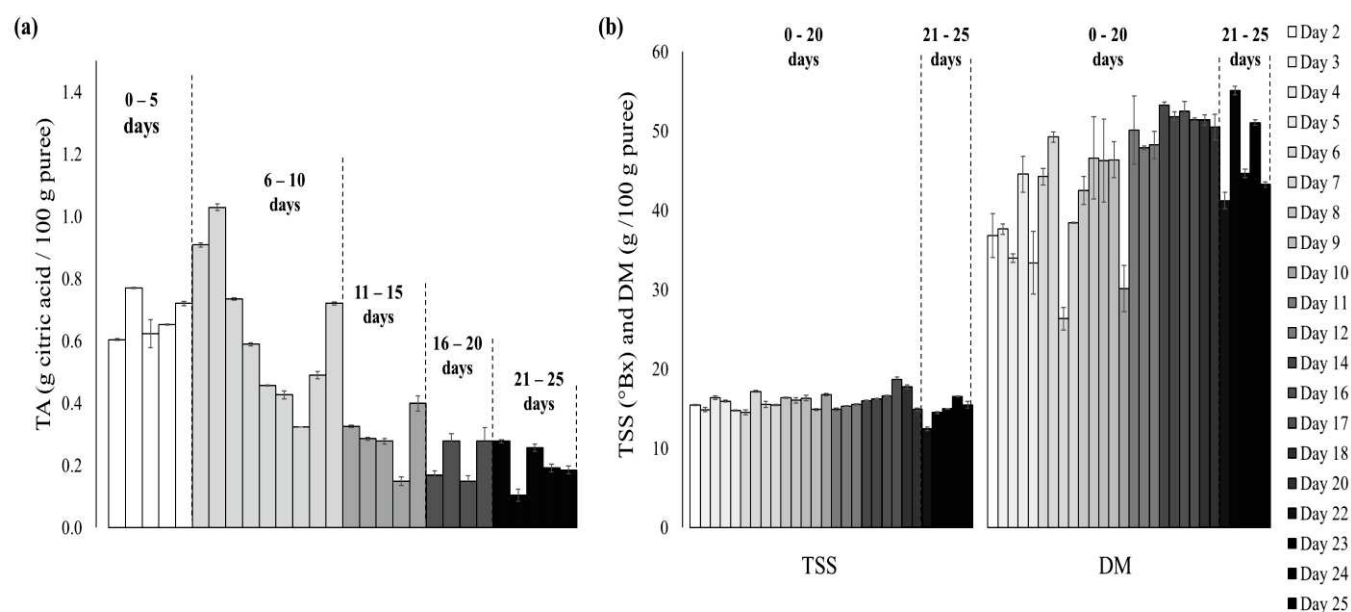 (a)
TA (g citric acid / 100 g puree)
1.4
1.2
1.0
0.8
0.6
0.4
0.2
0.0
0 – 5
days
6 – 10
days
11 – 15
days
16 – 20
days
21 – 25
days
(b)
TSS (°Bx) and DM (g /100 g puree)
60
50
40
30
20
10
0
0 - 20
days
21 - 25
days
0 - 20
days
21 - 25
days
TSS
DM
Day 2
Day 3
Day 4
Day 5
Day 6
Day 7
Day 8
Day 9
Day 10
Day 11
Day 12
Day 14
Day 16
Day 17
Day 18
Day 20
Day 22
Day 23
Day 24
Day 25